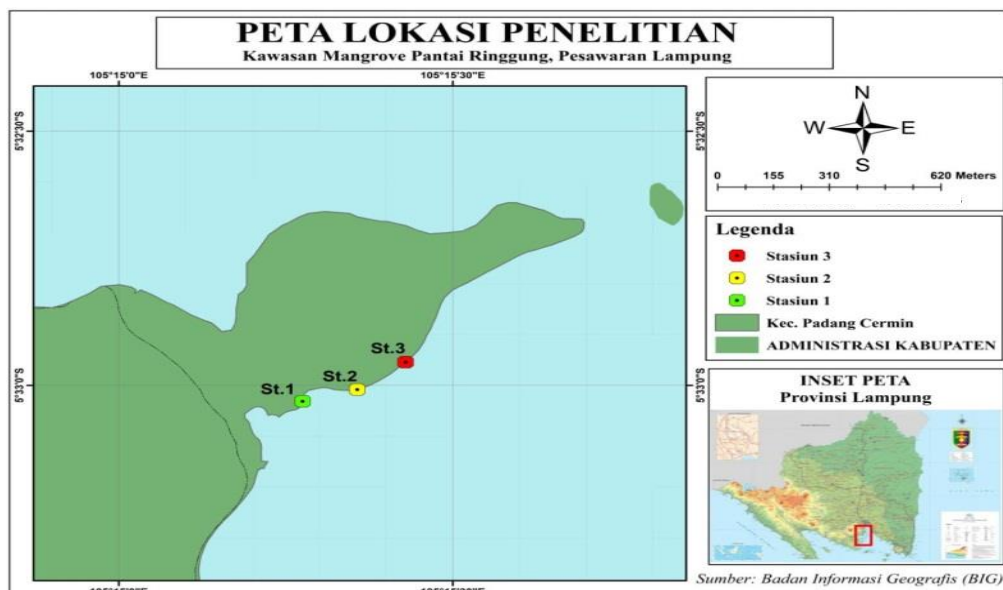 PETA LOKASI PENELITIAN
Kawasan Mangrove Pantai Ringgung, Pesawaran Lampung
105°15'0"E
105°15'30"E
5°32'30"S
5°32'30"S
N
W
E
S
0 155 310 620 Meters
Legenda
Stasiun 3
Stasiun 2
Stasiun 1
Kec. Padang Cermin
ADMINISTRASI KABUPATEN
St.3
St.2
St.1
5°33'0"S
5°33'0"S
INSET PETA
Provinsi Lampung
Sumber: Badan Informasi Geografis (BIG)